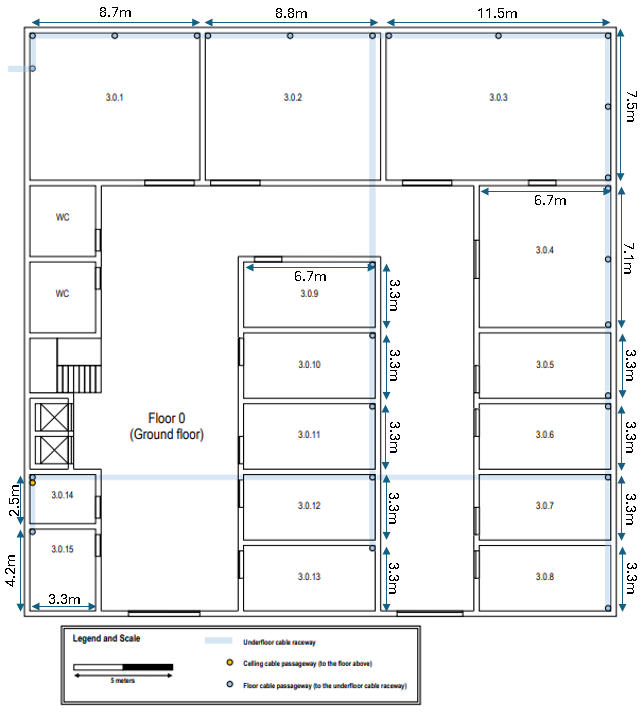 8.7m 8.8m 11.5m
3.0.1 3.0.2 3.0.3
7.5m
WC
6.7m
3.0.4
7.1m
WC
6.7m
3.0.9
3.3m
3.0.10
3.3m
3.0.5
3.3m
Floor 0
(Ground floor)
3.0.11
3.3m
3.0.6
3.3m
2.5m
3.0.14
3.0.12
3.3m
3.0.7
3.3m
4.2m
3.0.15
3.3m
3.0.13
3.3m
3.0.8
3.3m
Legend and Scale
5 meters
Underfloor cable raceway
Ceiling cable passageway (to the floor above)
Floor cable passageway (to the underfloor cable raceway)